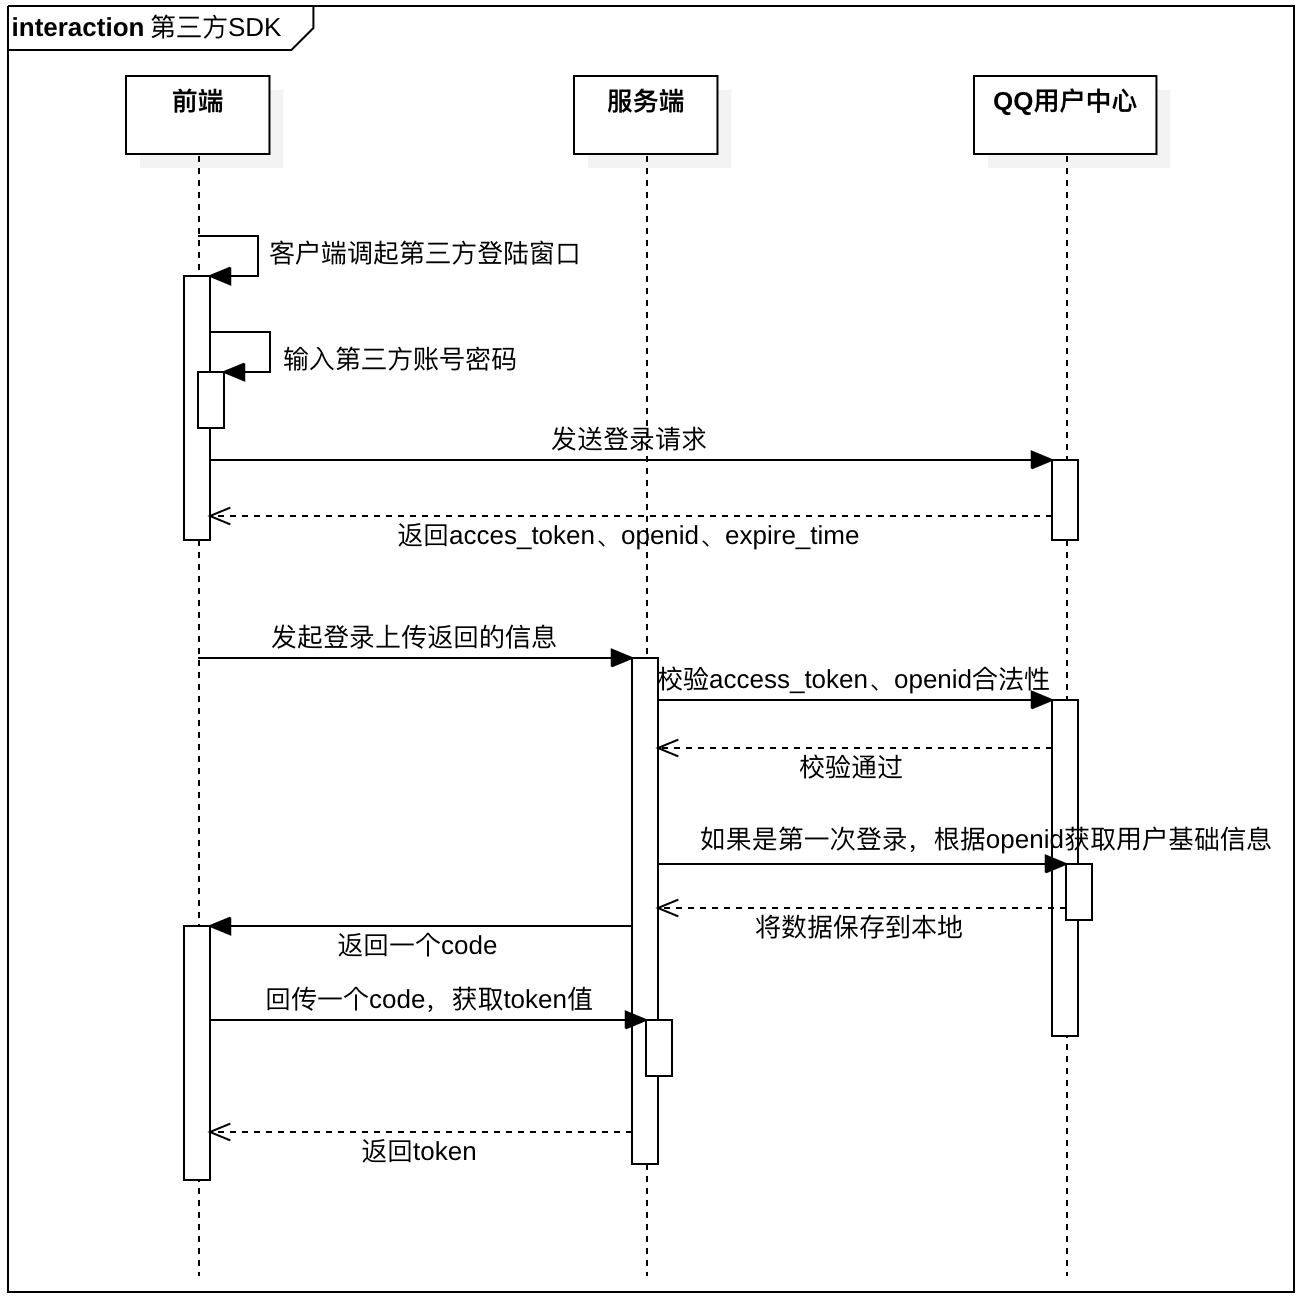 interaction 第三方SDK
前端
服务端
QQ用户中心
客户端调起第三方登陆窗口
输入第三方账号密码
发送登录请求
返回acces_token、openid、expire_time
发起登录上传返回的信息
校验access_token、openid合法性
校验通过
如果是第一次登录，根据openid获取用户基础信息
将数据保存到本地
返回一个code
回传一个code，获取token值
返回token